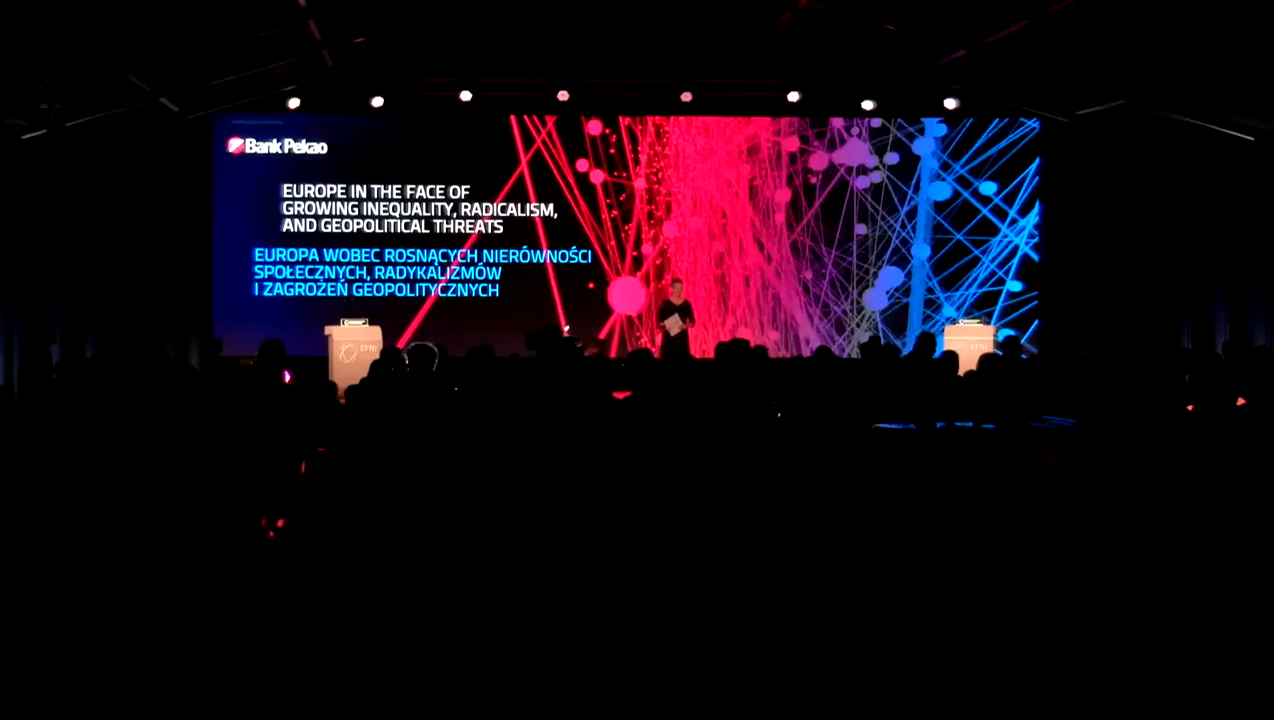 Bank Pekao
EUROPE IN THE FACE OF
GROWING INEQUALITY, RADICALISM,
AND GEOPOLITICAL THREATS
EUROPA WOBEC ROSNĄCYCH NIERÓWNOŚCI
SPOŁECZNYCH, RADYKALIZMÓW
I ZAGROŻEŃ GEOPOLITYCZNYCH